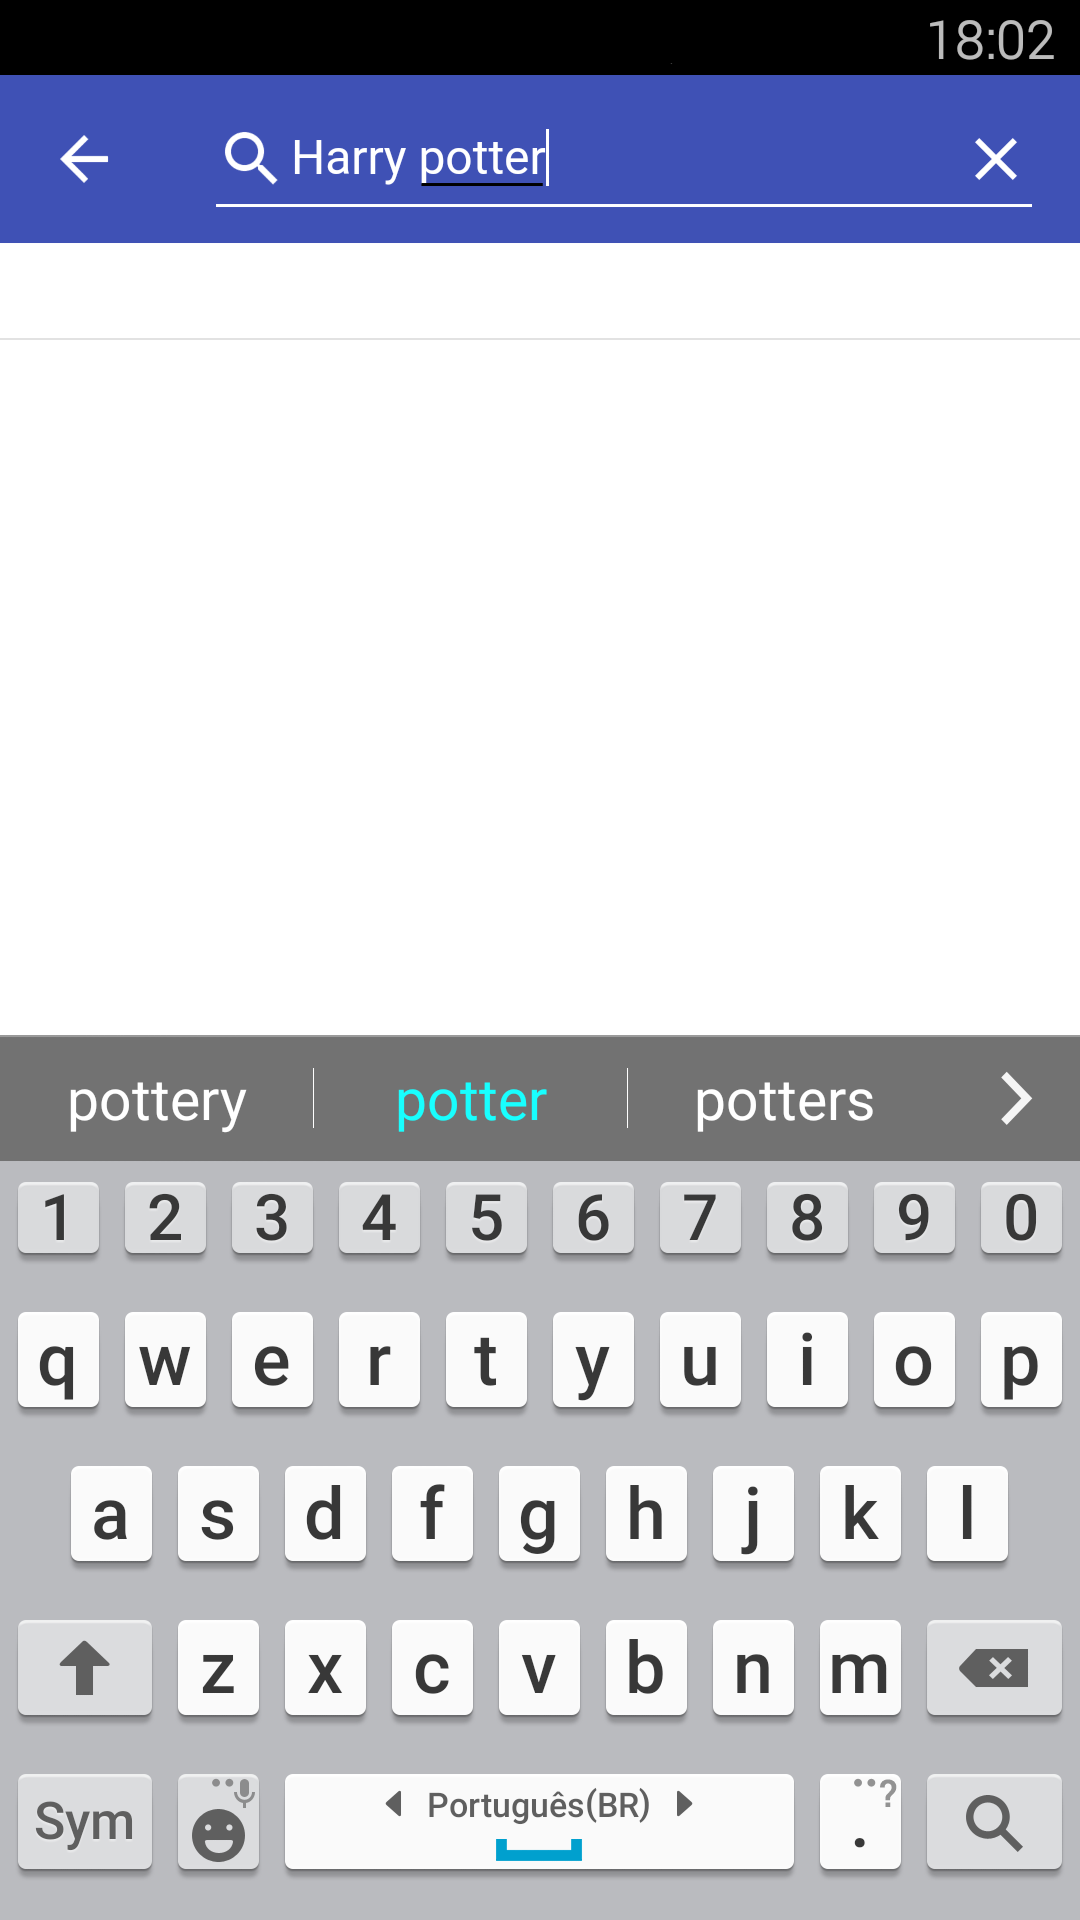 18:02
Harry potter
pottery potter potters
1 2 3 4 5 6 7 8 9 0
q w e r t y u i o p
a s d f g h j k l
z x c v b n m
Sym Português(BR) . ?